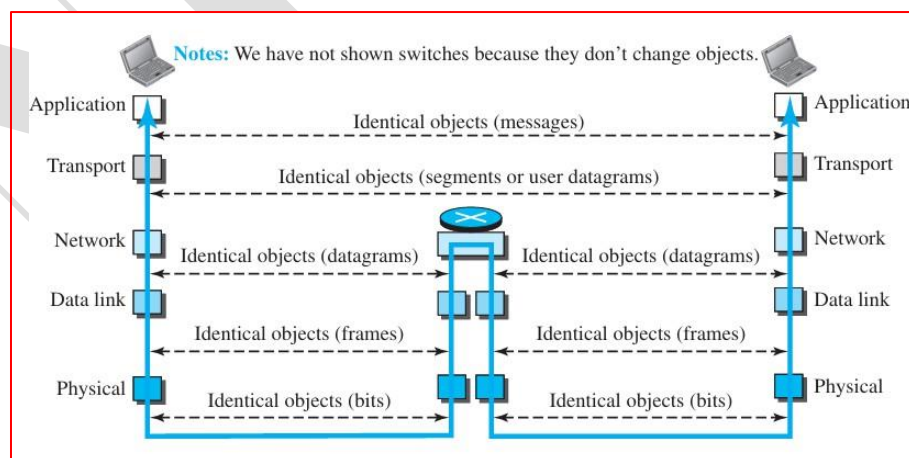 Notes: We have not shown switches because they don't change objects.
Application Application
Identical objects (messages)
Transport Transport
Identical objects (segments or user datagrams)
Network Network
Identical objects (datagrams) Identical objects (datagrams)
Data link Data link
Identical objects (frames) Identical objects (frames)
Physical Physical
Identical objects (bits) Identical objects (bits)